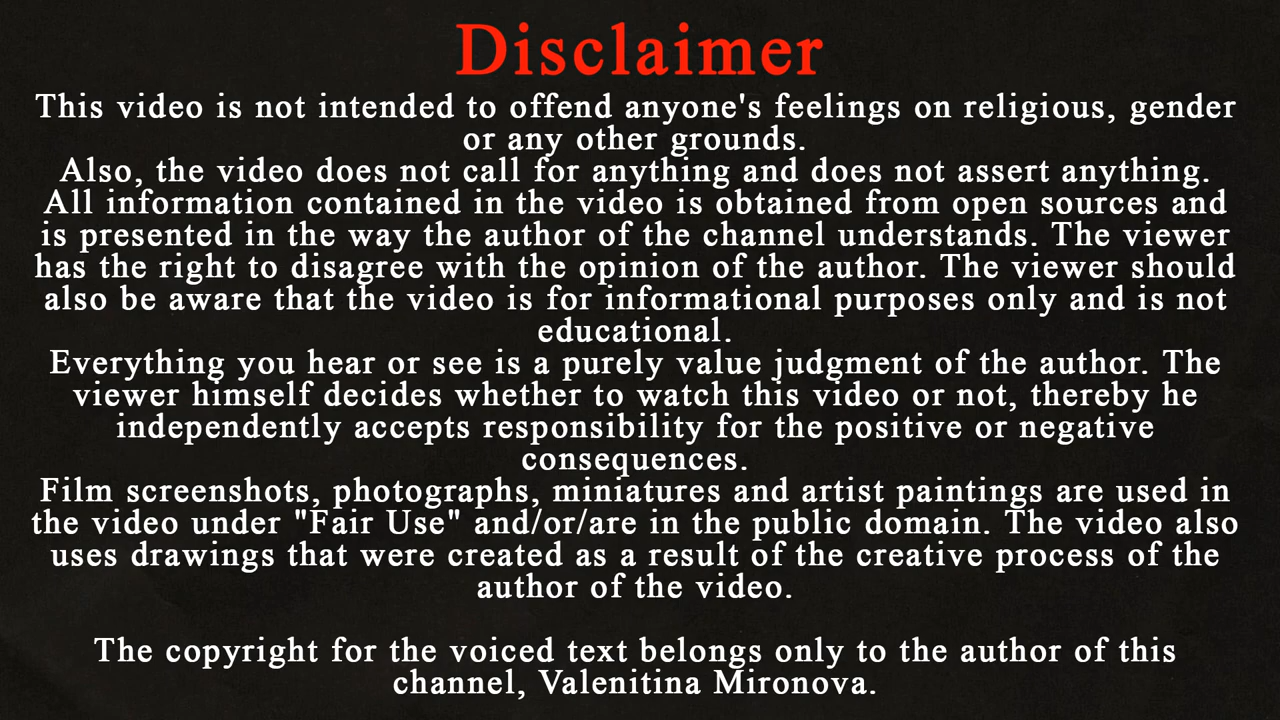 Disclaimer
This video is not intended to offend anyone's feelings on religious, gender
or any other grounds.
Also, the video does not call for anything and does not assert anything.
All information contained in the video is obtained from open sources and
is presented in the way the author of the channel understands. The viewer
has the right to disagree with the opinion of the author. The viewer should
also be aware that the video is for informational purposes only and is not
educational.
Everything you hear or see is a purely value judgment of the author. The
viewer himself decides whether to watch this video or not, thereby he
independently accepts responsibility for the positive or negative
consequences.
Film screenshots, photographs, miniatures and artist paintings are used in
the video under "Fair Use" and/or/are in the public domain. The video also
uses drawings that were created as a result of the creative process of the
author of the video.
The copyright for the voiced text belongs only to the author of this
channel, Valenitina Mironova.